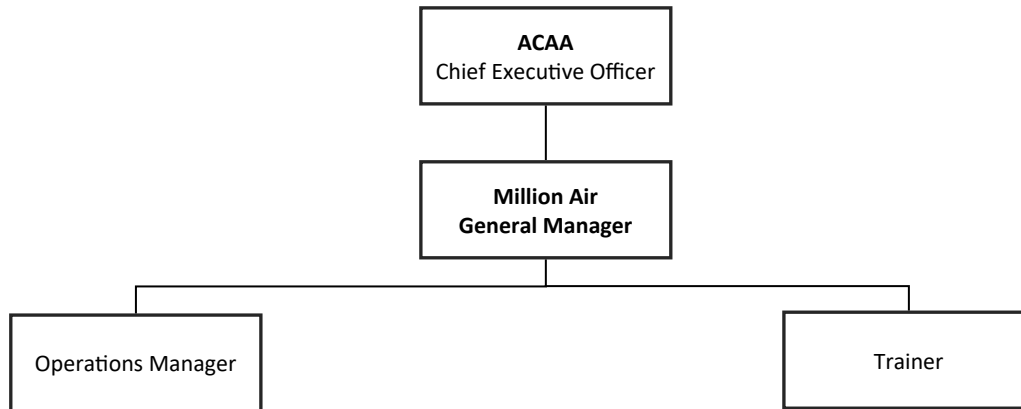 ACAA
Chief Executive Officer
Million Air
General Manager
Operations Manager
Trainer